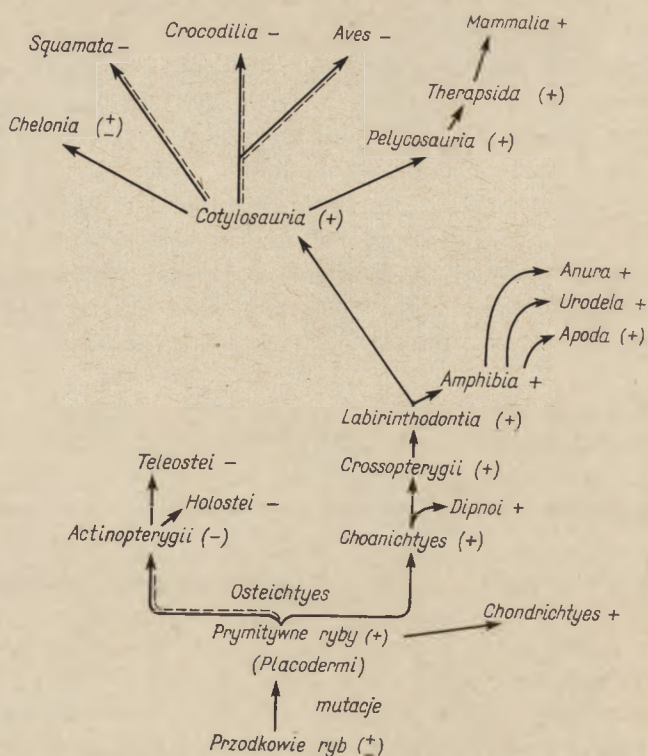 Mammalia +
Crocodilia –
Aves –
Squamata –
Therapsida (+)
Chelonia (±)
Pelycosauria (+)
Cotylosauria (+)
Anura +
Urodela +
Apoda (+)
Amphibia +
Labirinthodontia (+)
Teleostei –
Crossopterygii (+)
Holostei –
Dipnoi +
Actinopterygii (–)
Choanichtyes (+)
Osteichtyes
Chondrichtyes +
Prymitywne ryby (+)
(Placodermi)
mutacje
Przodkowie ryb (±)